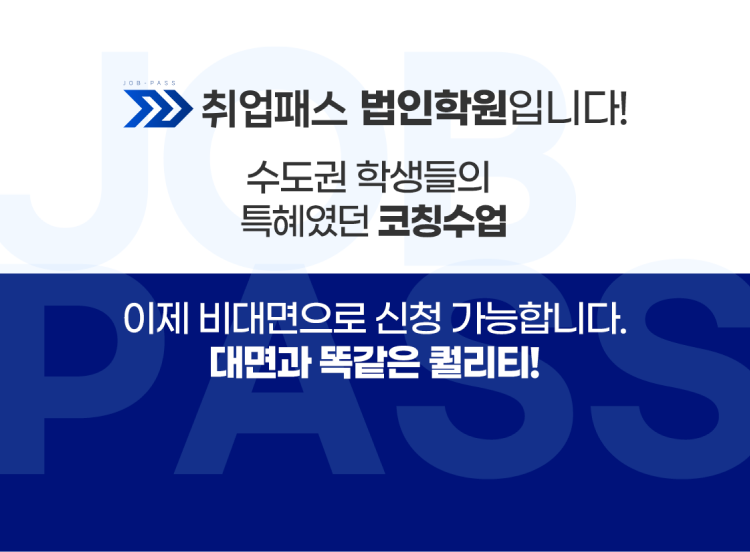 JOB-PASS
취업패스 법인학원입니다!
수도권 학생들의
특혜였던 코칭수업
이제 비대면으로 신청 가능합니다.
대면과 똑같은 퀄리티!
JOB
PASS